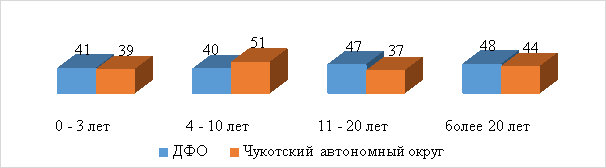 41 39 40 51 47 37 48 44
0 - 3 лет 4 - 10 лет 11 - 20 лет более 20 лет
ДФО Чукотский автономный округ